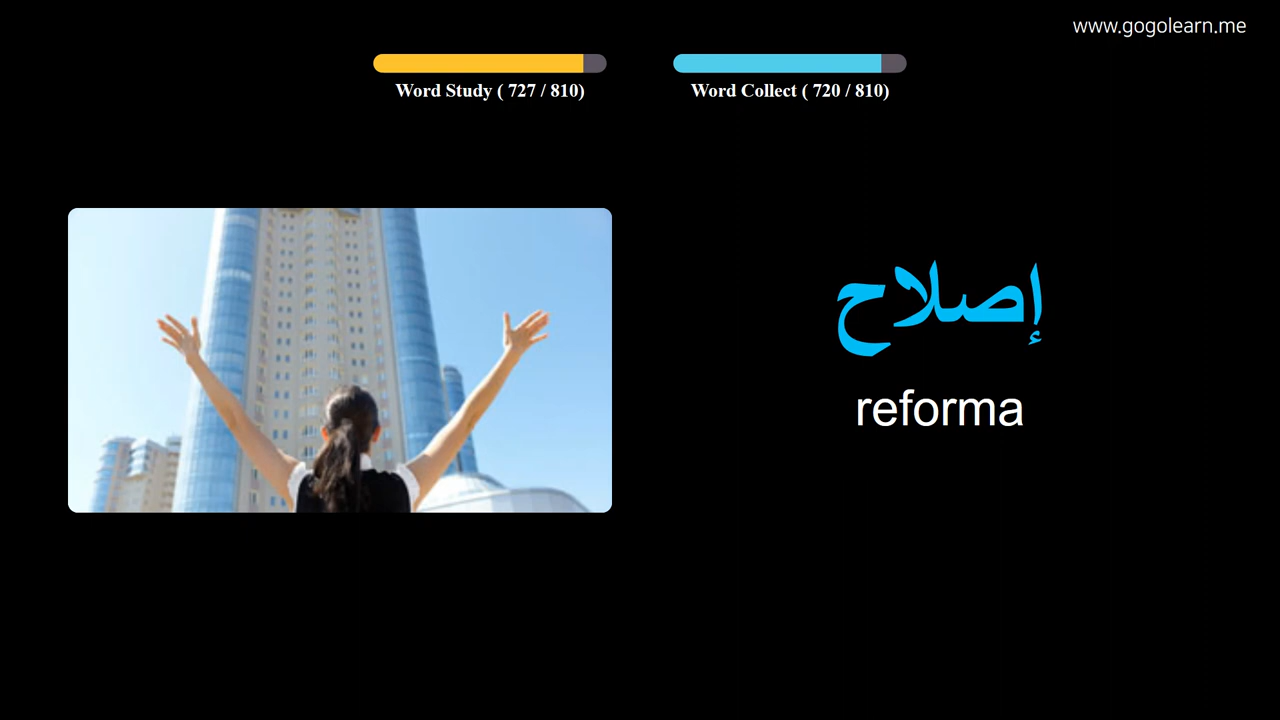 www.gogolearn.me
Word Study ( 727 / 810)
Word Collect ( 720 / 810)
إصلاح
reforma